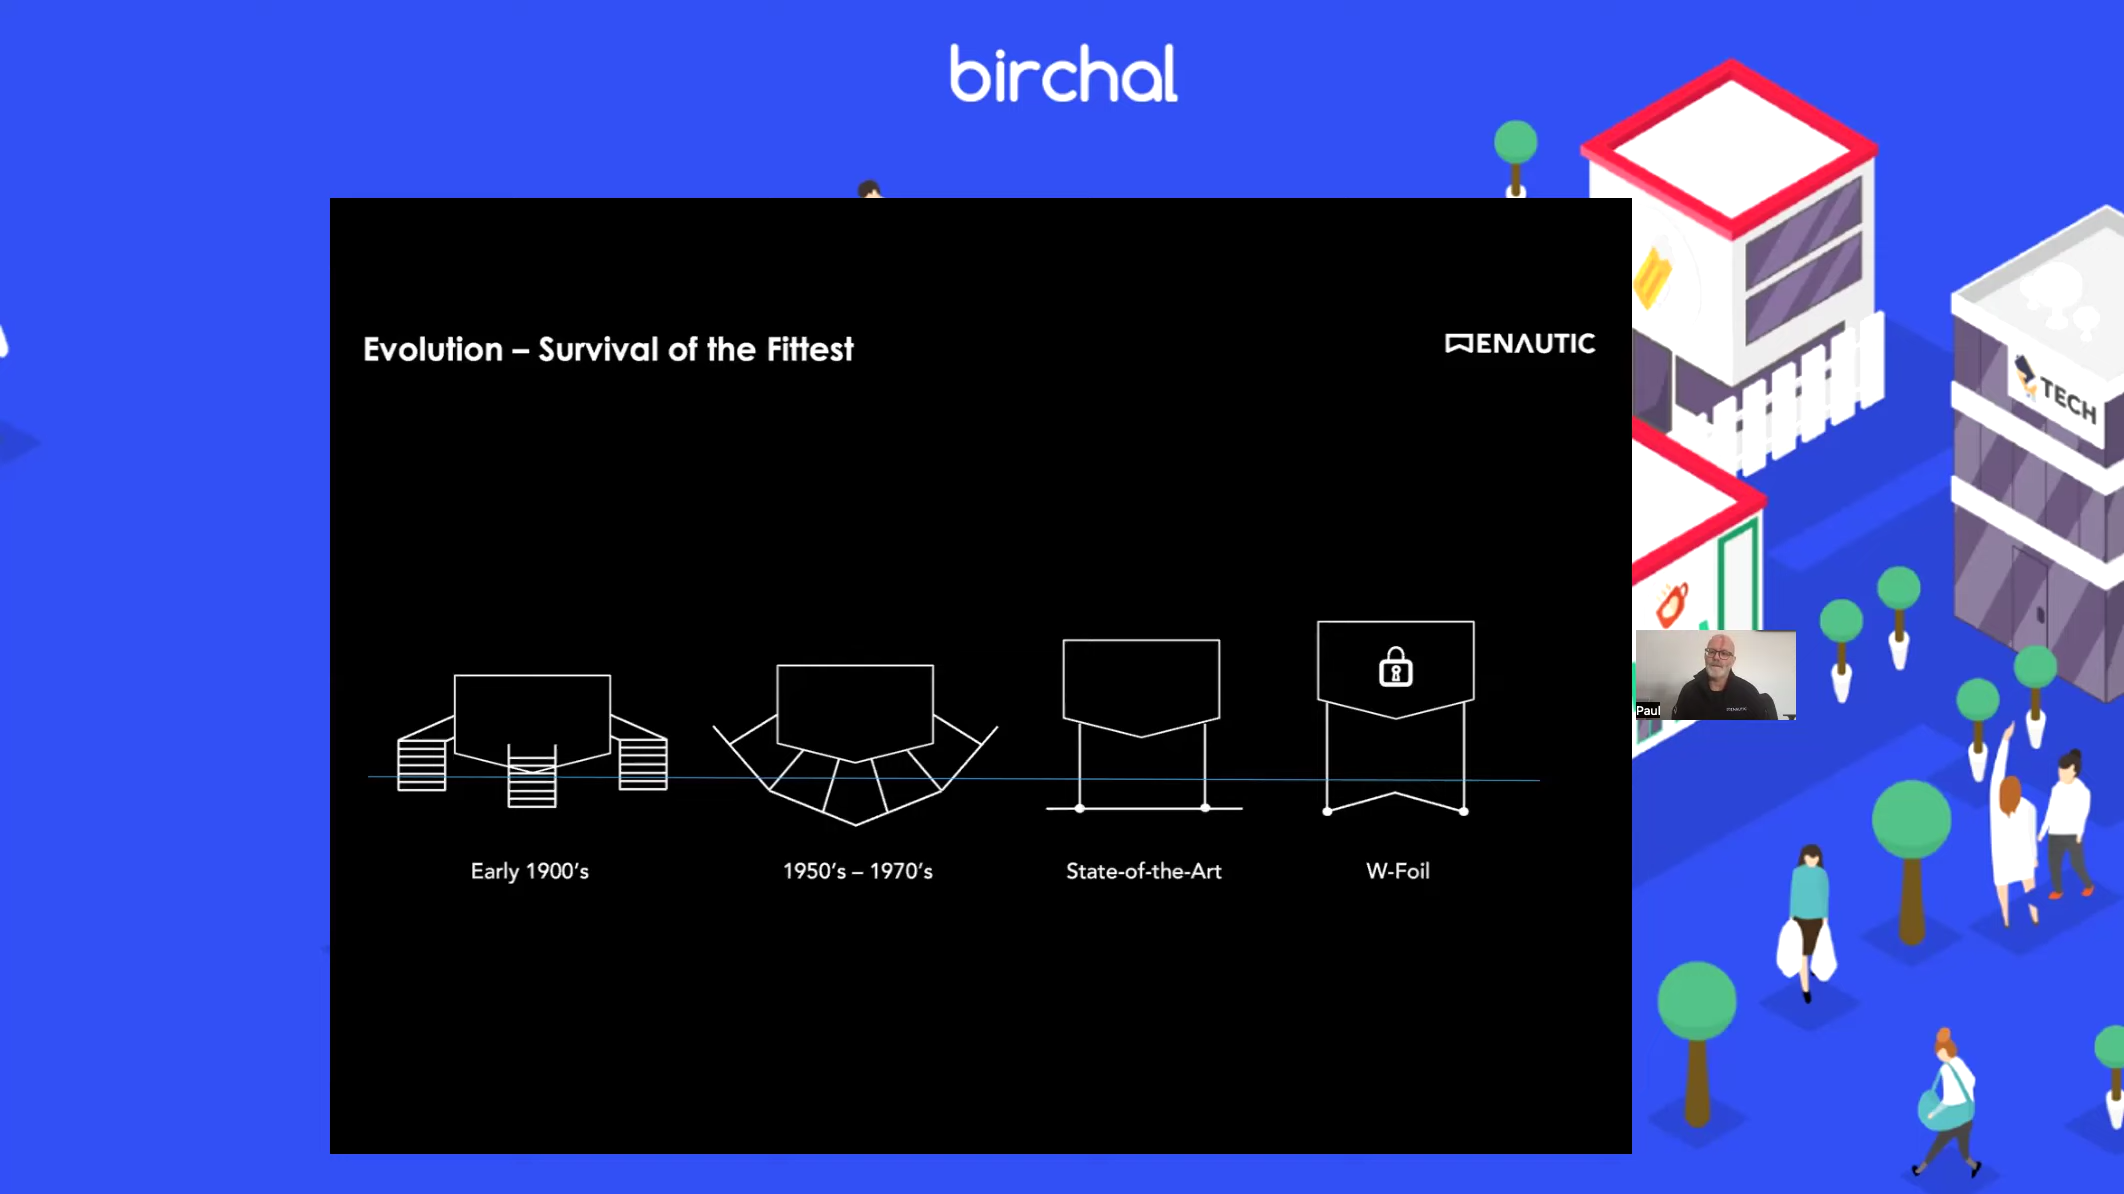 birchal
Evolution – Survival of the Fittest
ENAUTIC
TECH
Paul
Early 1900's
1950's – 1970's
State-of-the-Art
W-Foil